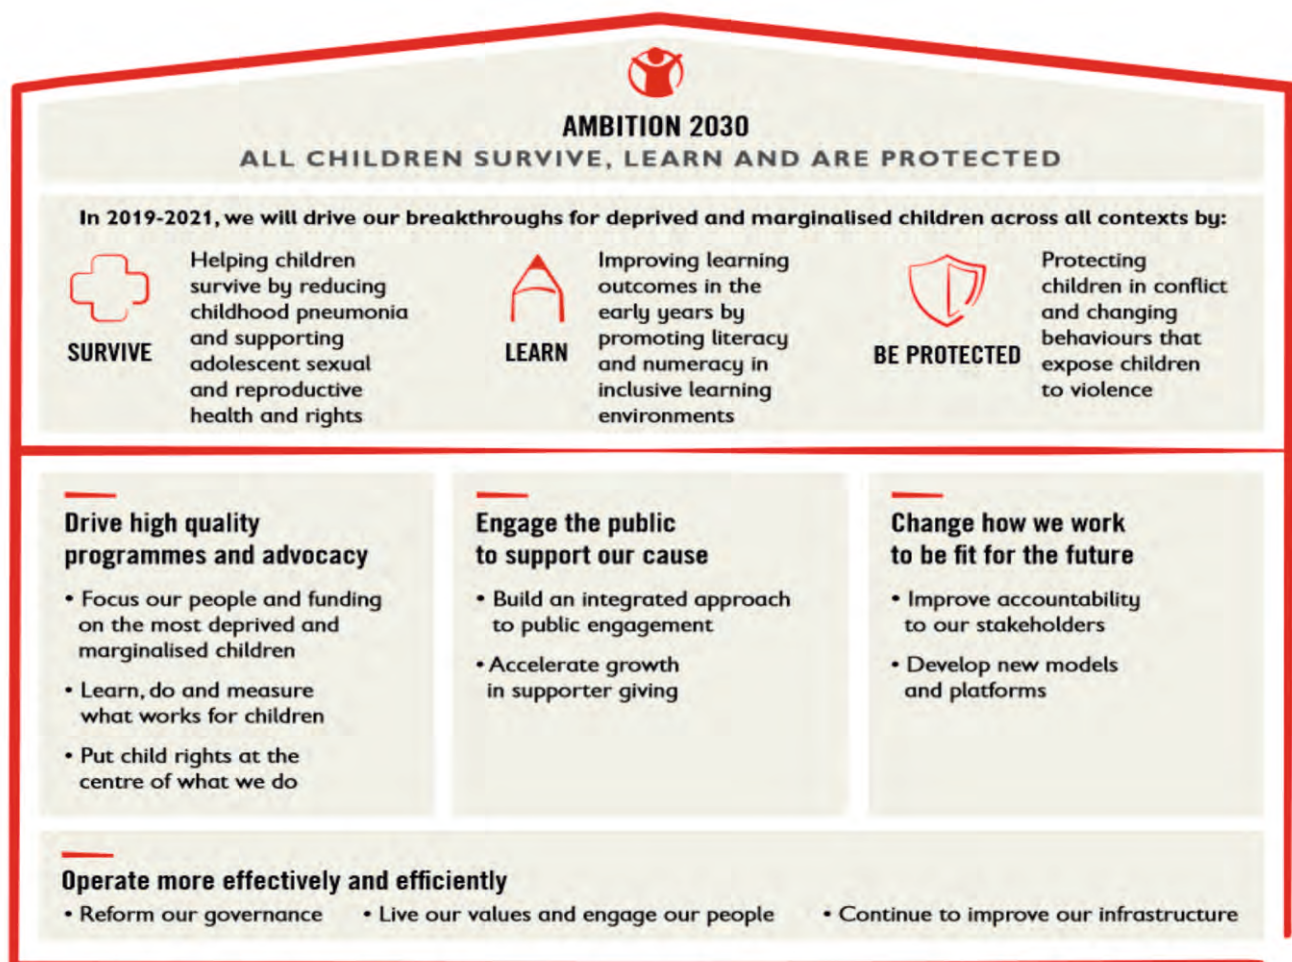 AMBITION 2030
ALL CHILDREN SURVIVE, LEARN AND ARE PROTECTED
In 2019-2021, we will drive our breakthroughs for deprived and marginalised children across all contexts by:
SURVIVE
Helping children
survive by reducing
childhood pneumonia
and supporting
adolescent sexual
and reproductive
health and rights
LEARN
Improving learning
outcomes in the
early years by
promoting literacy
and numeracy in
inclusive learning
environments
BE PROTECTED
Protecting
children in conflict
and changing
behaviours that
expose children
to violence
Drive high quality
programmes and advocacy
• Focus our people and funding
on the most deprived and
marginalised children
• Learn, do and measure
what works for children
• Put child rights at the
centre of what we do
Engage the public
to support our cause
• Build an integrated approach
to public engagement
• Accelerate growth
in supporter giving
Change how we work
to be fit for the future
• Improve accountability
to our stakeholders
• Develop new models
and platforms
Operate more effectively and efficiently
• Reform our governance • Live our values and engage our people • Continue to improve our infrastructure